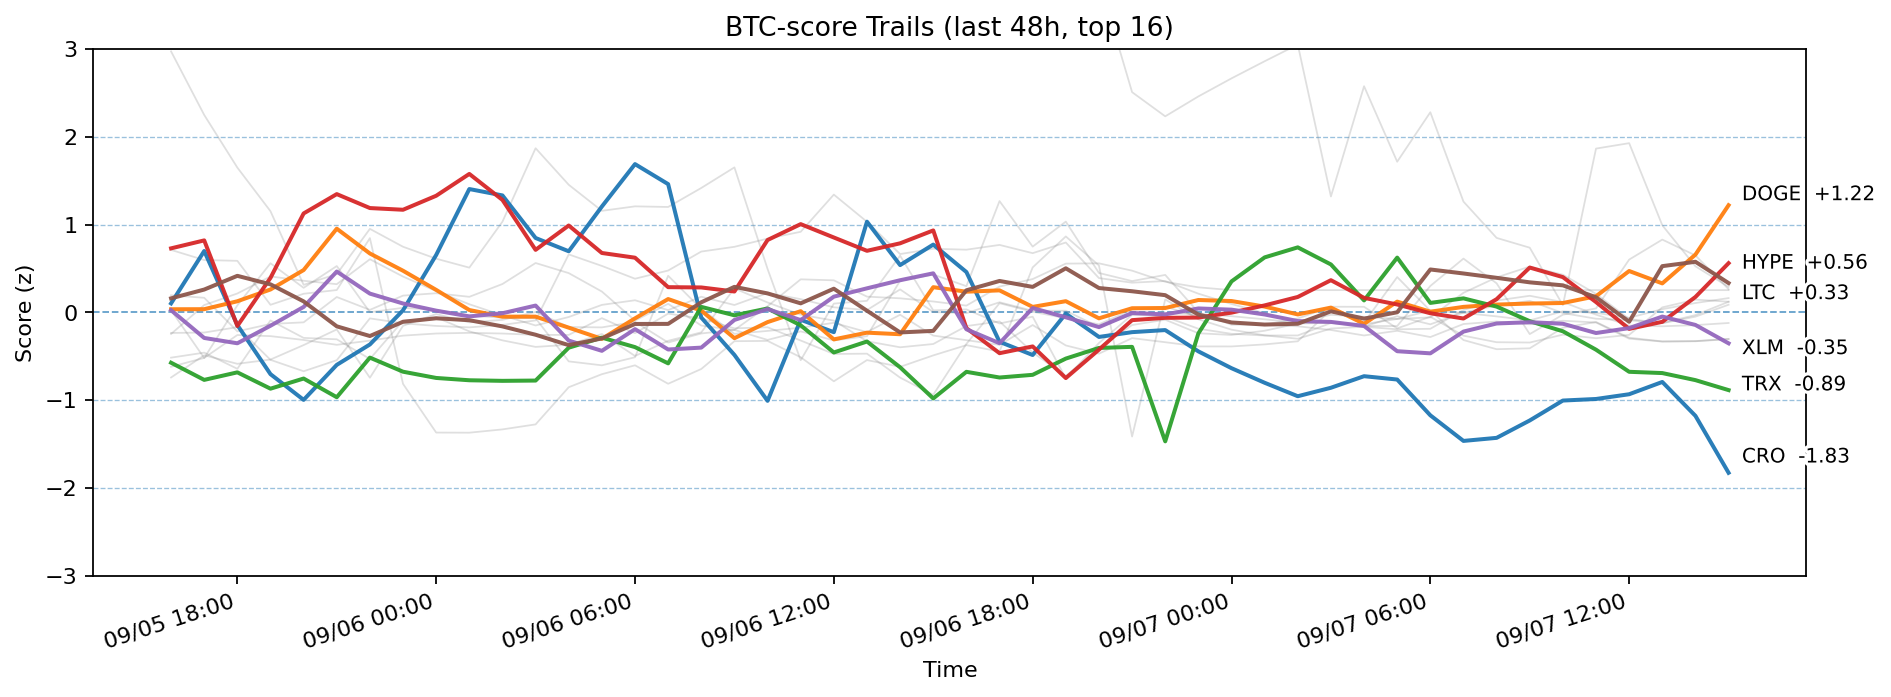 BTC-score Trails (last 48h, top 16)
Score (z)
3
2
1
0
−1
−2
−3
DOGE +1.22
HYPE +0.56
LTC +0.33
XLM -0.35
TRX -0.89
CRO -1.83
09/05 18:00
09/06 00:00
09/06 06:00
09/06 12:00
09/06 18:00
09/07 00:00
09/07 06:00
09/07 12:00
Time